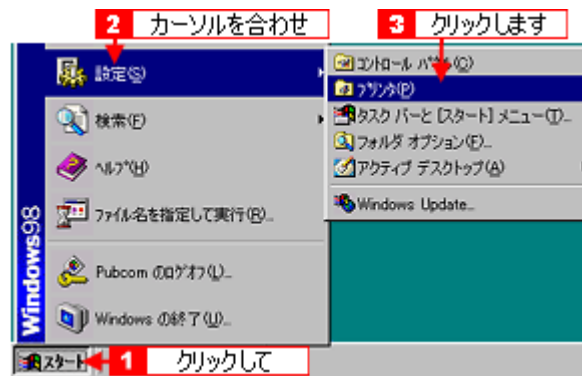 2 カーソルを合わせ
3 クリックします
設定(S)
検索(F)
ヘルプ(H)
ファイル名を指定して実行(R)...
Pubcom のログオフ(L)...
Windows の終了(U)...
Windows98
コントロール パネル(C)
プリンタ(P)
タスク バーと [スタート] メニュー(T)...
フォルダ オプション(F)...
アクティブ デスクトップ(A)
Windows Update...
スタート
1 クリックして